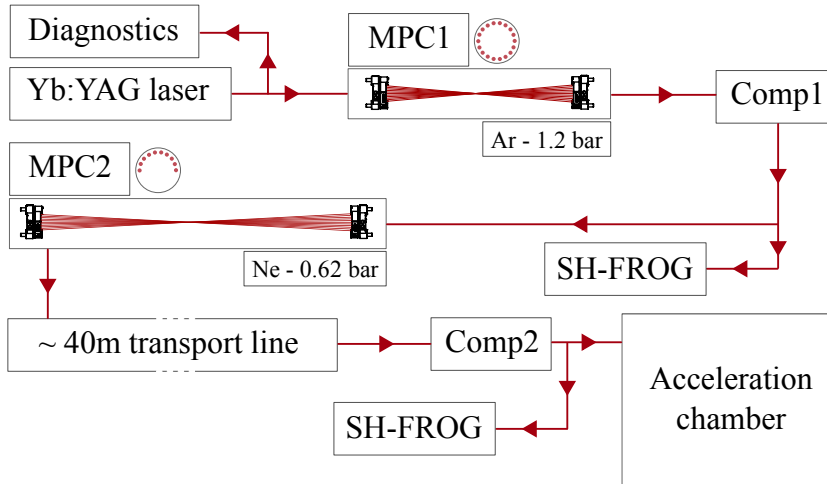 Diagnostics
MPC1
Yb:YAG laser
Comp1
Ar - 1.2 bar
MPC2
SH-FROG
Ne - 0.62 bar
~ 40m transport line
Comp2
Acceleration
chamber
SH-FROG